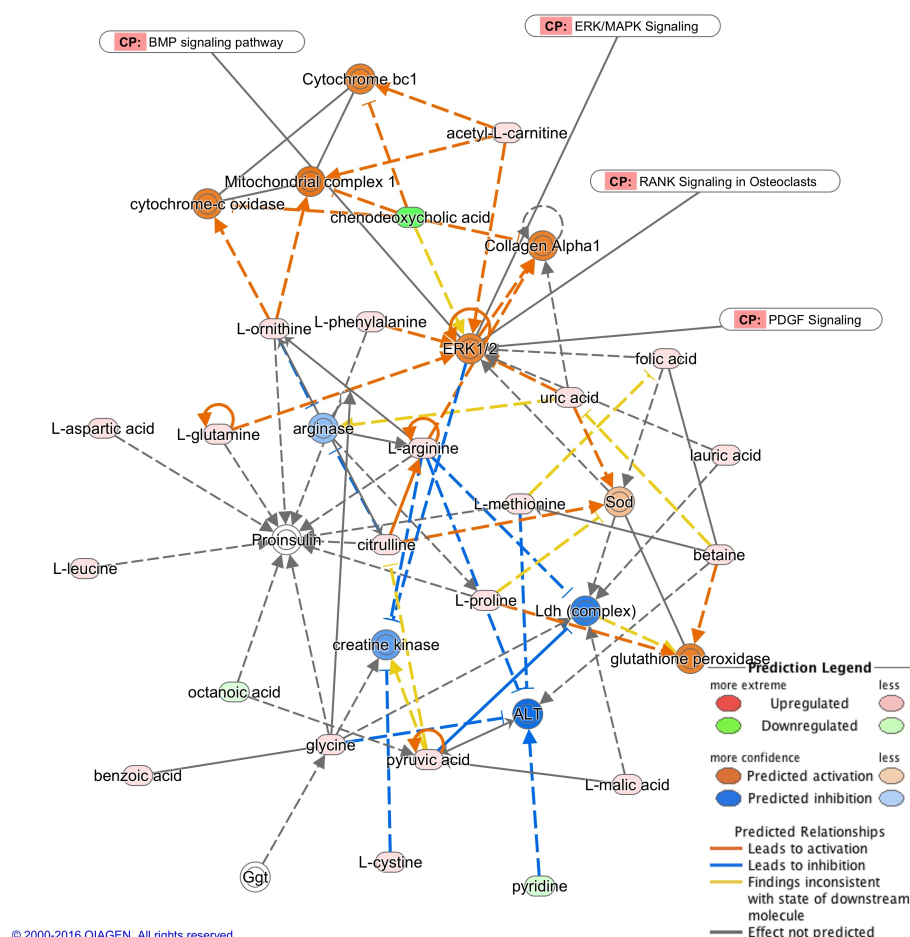 CP: ERK/MAPK Signaling
CP: BMP signaling pathway
Cytochrome bc1
acetyl-L-carnitine
Mitochondrial complex 1
CP: RANK Signaling in Osteoclasts
cytochrome-c oxidase
chenodeoxycholic acid
Collagen Alpha1
CP: PDGF Signaling
L-ornithine
L-phenylalanine
ERK1/2
folic acid
uric acid
L-aspartic acid
L-glutamine
arginase
L-arginine
lauric acid
L-methionine
Sod
Proinsulin
citrulline
betaine
L-leucine
L-proline
Ldh (complex)
creatine kinase
glutathione peroxidase
Prediction Legend
more extreme less
Upregulated
Downregulated
octanoic acid
ALT
glycine
pyruvic acid
benzoic acid
L-malic acid
more confidence less
Predicted activation
Predicted inhibition
Predicted Relationships
Leads to activation
Leads to inhibition
Findings inconsistent
with state of downstream
molecule
Effect not predicted
L-cystine
Ggt
pyridine
© 2000-2016 QIAGEN. All rights reserved.